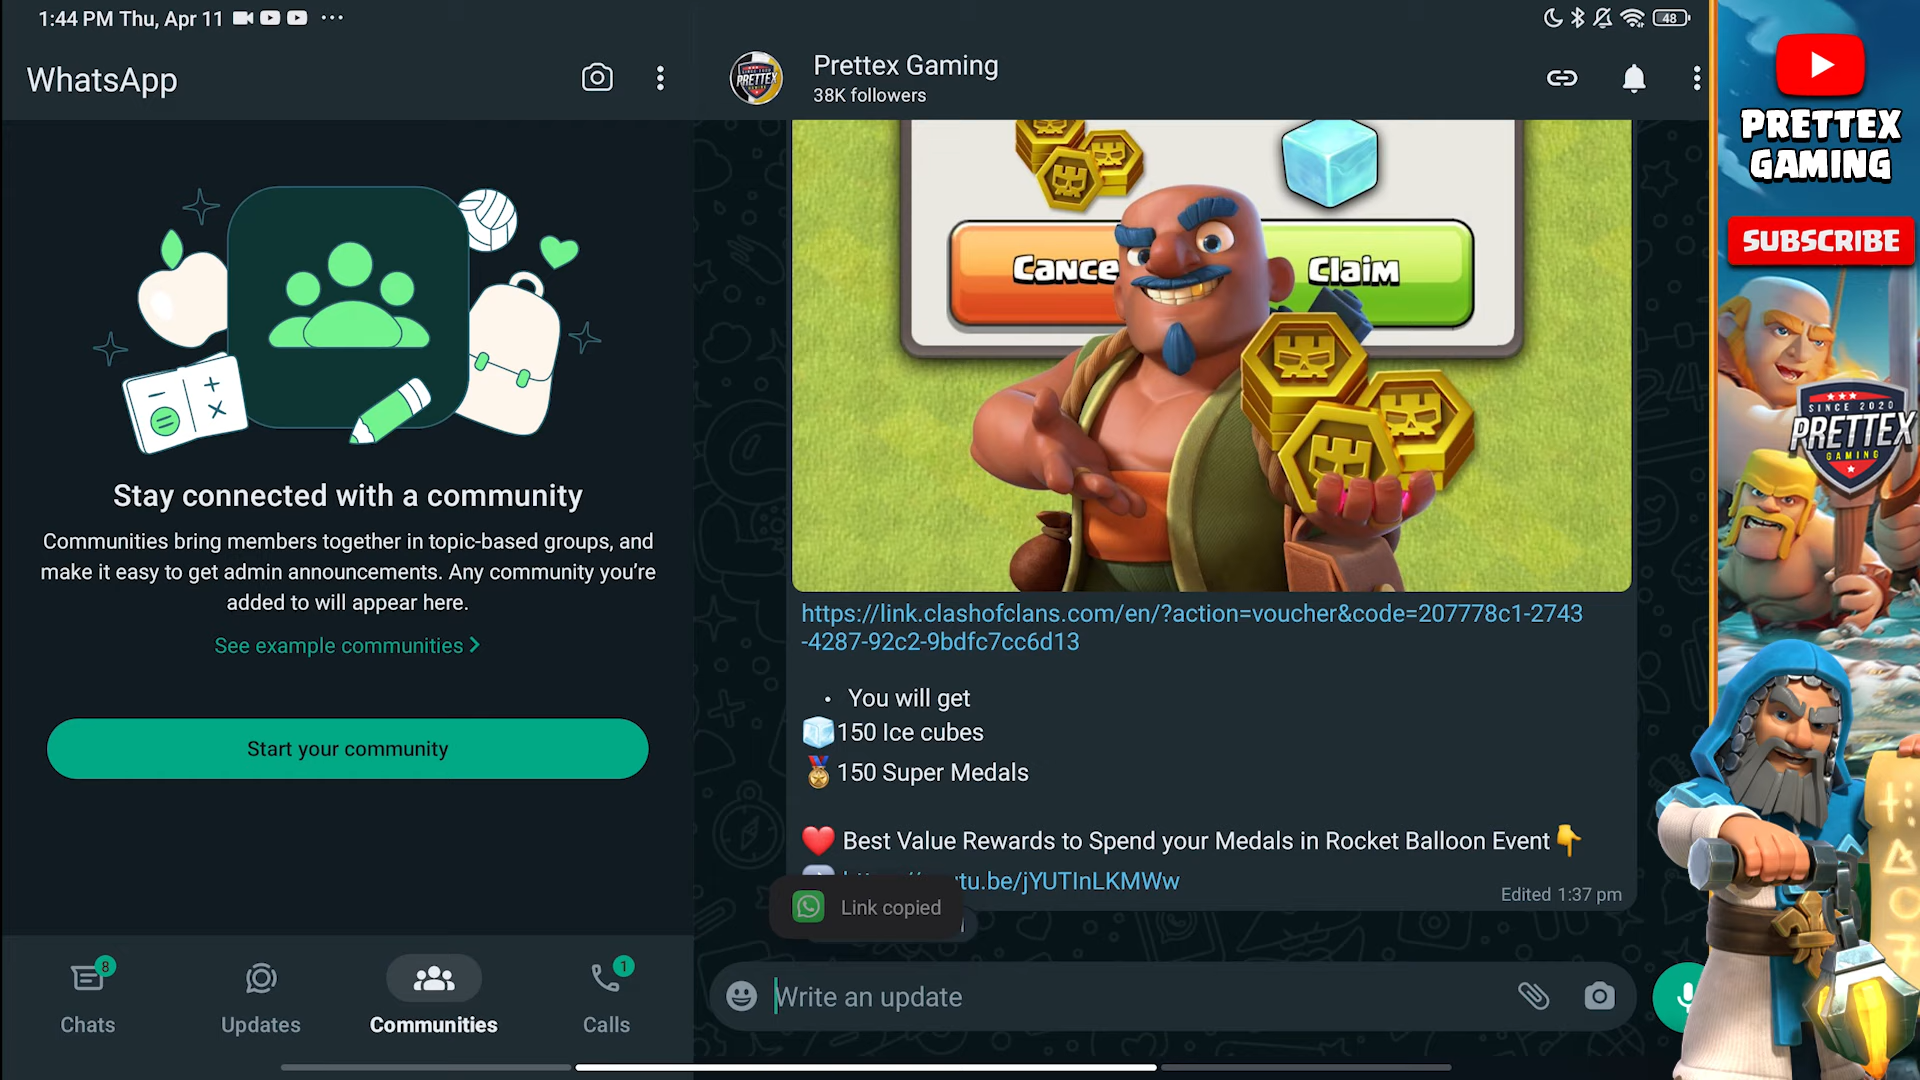 1:44 PM Thu, Apr 11
48
WhatsApp
Prettex Gaming
38K followers
PRETTEX
GAMING
SUBSCRIBE
Cance
Claim
SINCE 2020
PRETTEX
GAMING
Stay connected with a community
Communities bring members together in topic-based groups, and
make it easy to get admin announcements. Any community you're
added to will appear here.
See example communities
Start your community
https://link.clashofclans.com/en/?action=voucher&code=207778c1-2743
-4287-92c2-9bdfc7cc6d13
• You will get
150 Ice cubes
150 Super Medals
Best Value Rewards to Spend your Medals in Rocket Balloon Event
tu.be/jYUTInLKMWw
Edited 1:37 pm
Link copied
Write an update
8
Chats
Updates
Communities
1
Calls